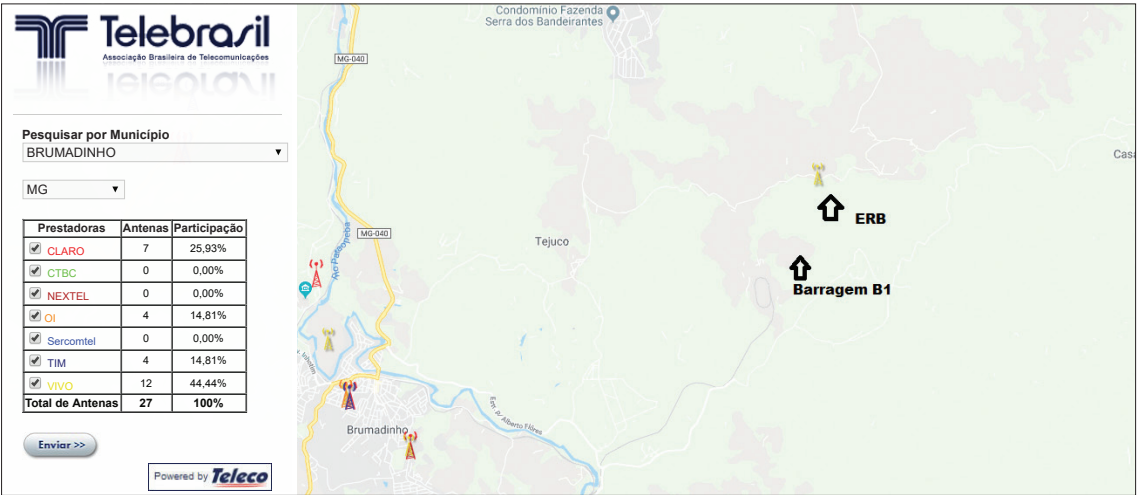 Telebrasil
Associação Brasileira de Telecomunicações
Pesquisar por Município
BRUMADINHO
MG
Prestadoras Antenas Participação
CLARO 7 25,93%
CTBC 0 0,00%
NEXTEL 0 0,00%
OI 4 14,81%
Sercomtel 0 0,00%
TIM 4 14,81%
VIVO 12 44,44%
Total de Antenas 27 100%
Enviar >>
Powered by Teleco
Condomínio Fazenda
Serra dos Bandeirantes
MG-040
Casa
ERB
MG-040
Tejuco
Barragem B1
Brumadinho